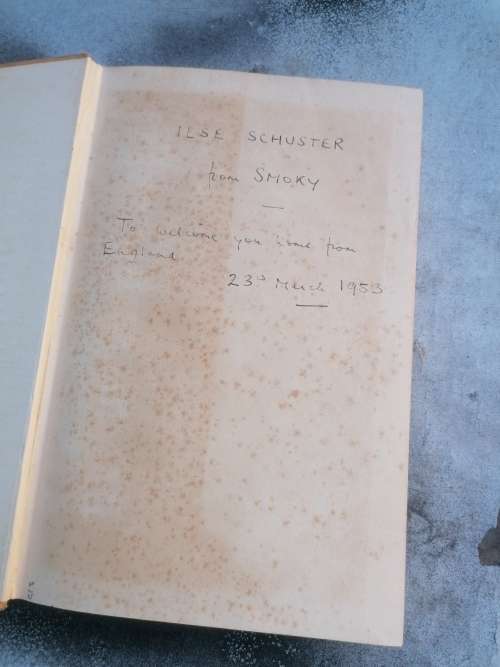 ILSE SCHUSTER
from SMOKY
To welcome you home from
England
23rd March 1953